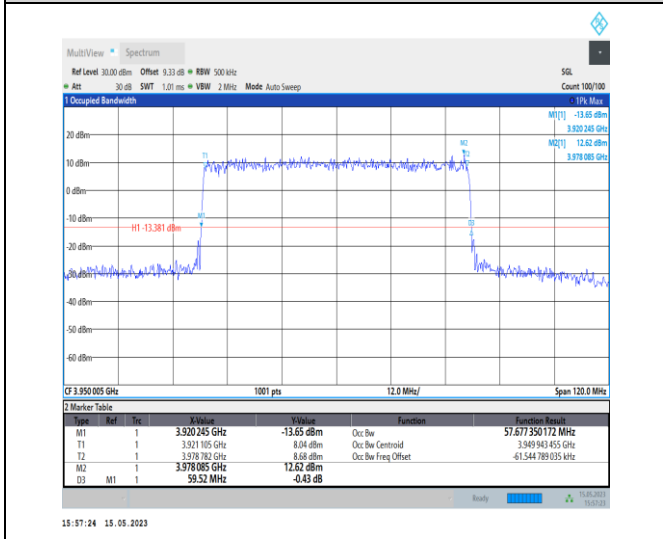 MultiView Spectrum
Ref Level 30.00 dBm Offset 9.33 dB RBW 500 kHz SGL
Att 30 dB SWT 1.01 ms VBW 2 MHz Mode Auto Sweep Count 100/100
1 Occupied Bandwidth 1Pk Max
M1[1] -13.65 dBm
3.920 245 GHz
M2[1] 12.62 dBm
3.978 085 GHz
20 dBm
M2
T1 T2
10 dBm
0 dBm
-10 dBm
M1
H1 -13.381 dBm
D3
-20 dBm
-30 dBm
-40 dBm
-50 dBm
-60 dBm
CF 3.950 005 GHz 1001 pts 12.0 MHz/ Span 120.0 MHz
2 Marker Table
Type Ref Trc X-Value Y-Value Function Function Result
M1 1 3.920 245 GHz -13.65 dBm Occ Bw 57.677 350 172 MHz
T1 1 3.921 105 GHz 8.04 dBm Occ Bw Centroid 3.949 943 455 GHz
T2 1 3.978 782 GHz 8.68 dBm Occ Bw Freq Offset -61.544 789 035 kHz
M2 1 3.978 085 GHz 12.62 dBm
D3 M1 1 59.52 MHz -0.43 dB
Ready 15.05.2023
15:57:23
15:57:24 15.05.2023